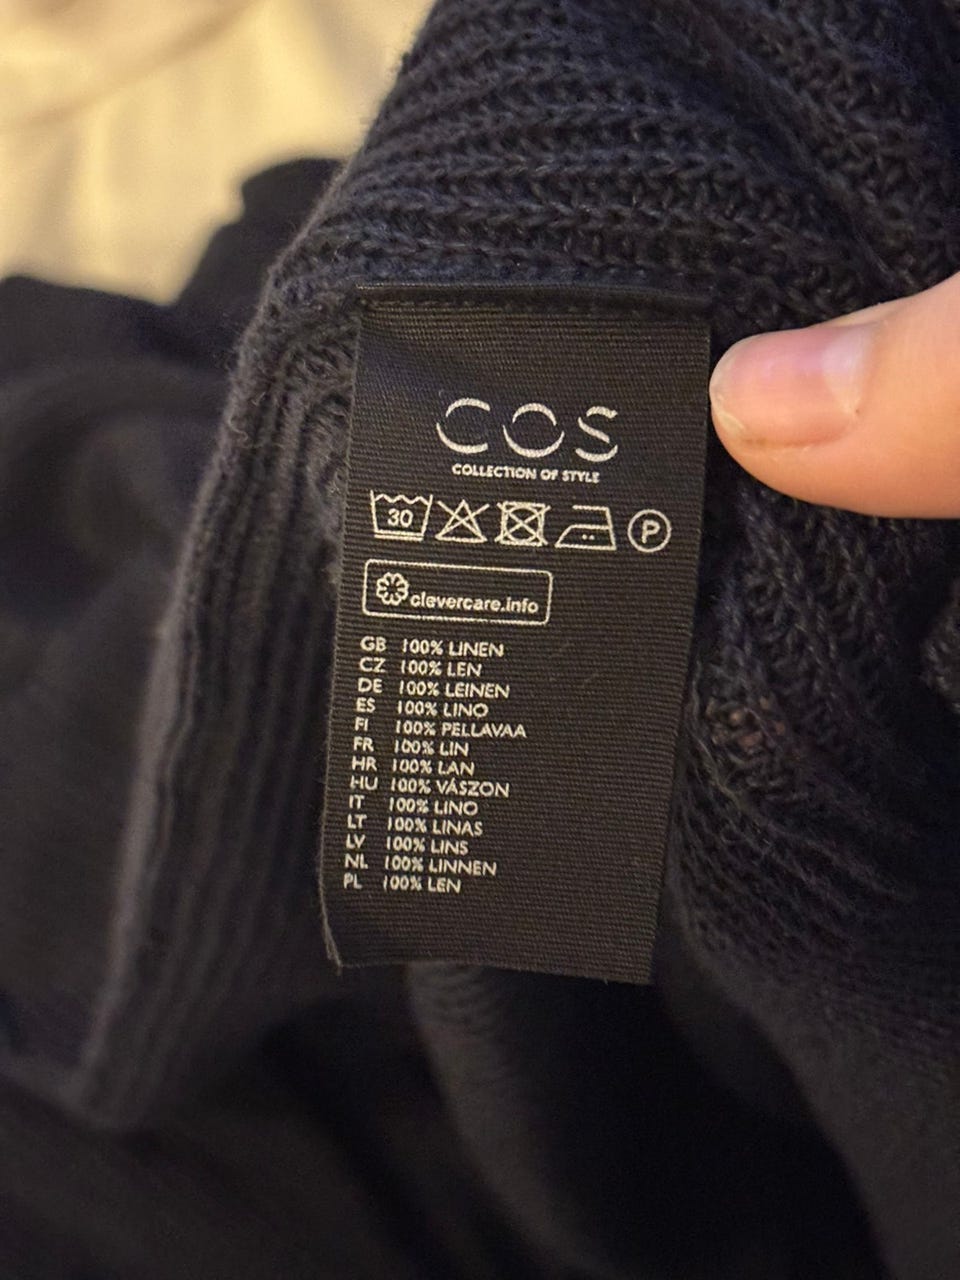 COS
COLLECTION OF STYLE
30 P
clevercare.info
GB 100% LINEN
CZ 100% LEN
DE 100% LEINEN
ES 100% LINO
FI 100% PELLAVAA
FR 100% LIN
HR 100% LAN
HU 100% VÁSZON
IT 100% LINO
LT 100% LINAS
LV 100% LINS
NL 100% LINNEN
PL 100% LEN